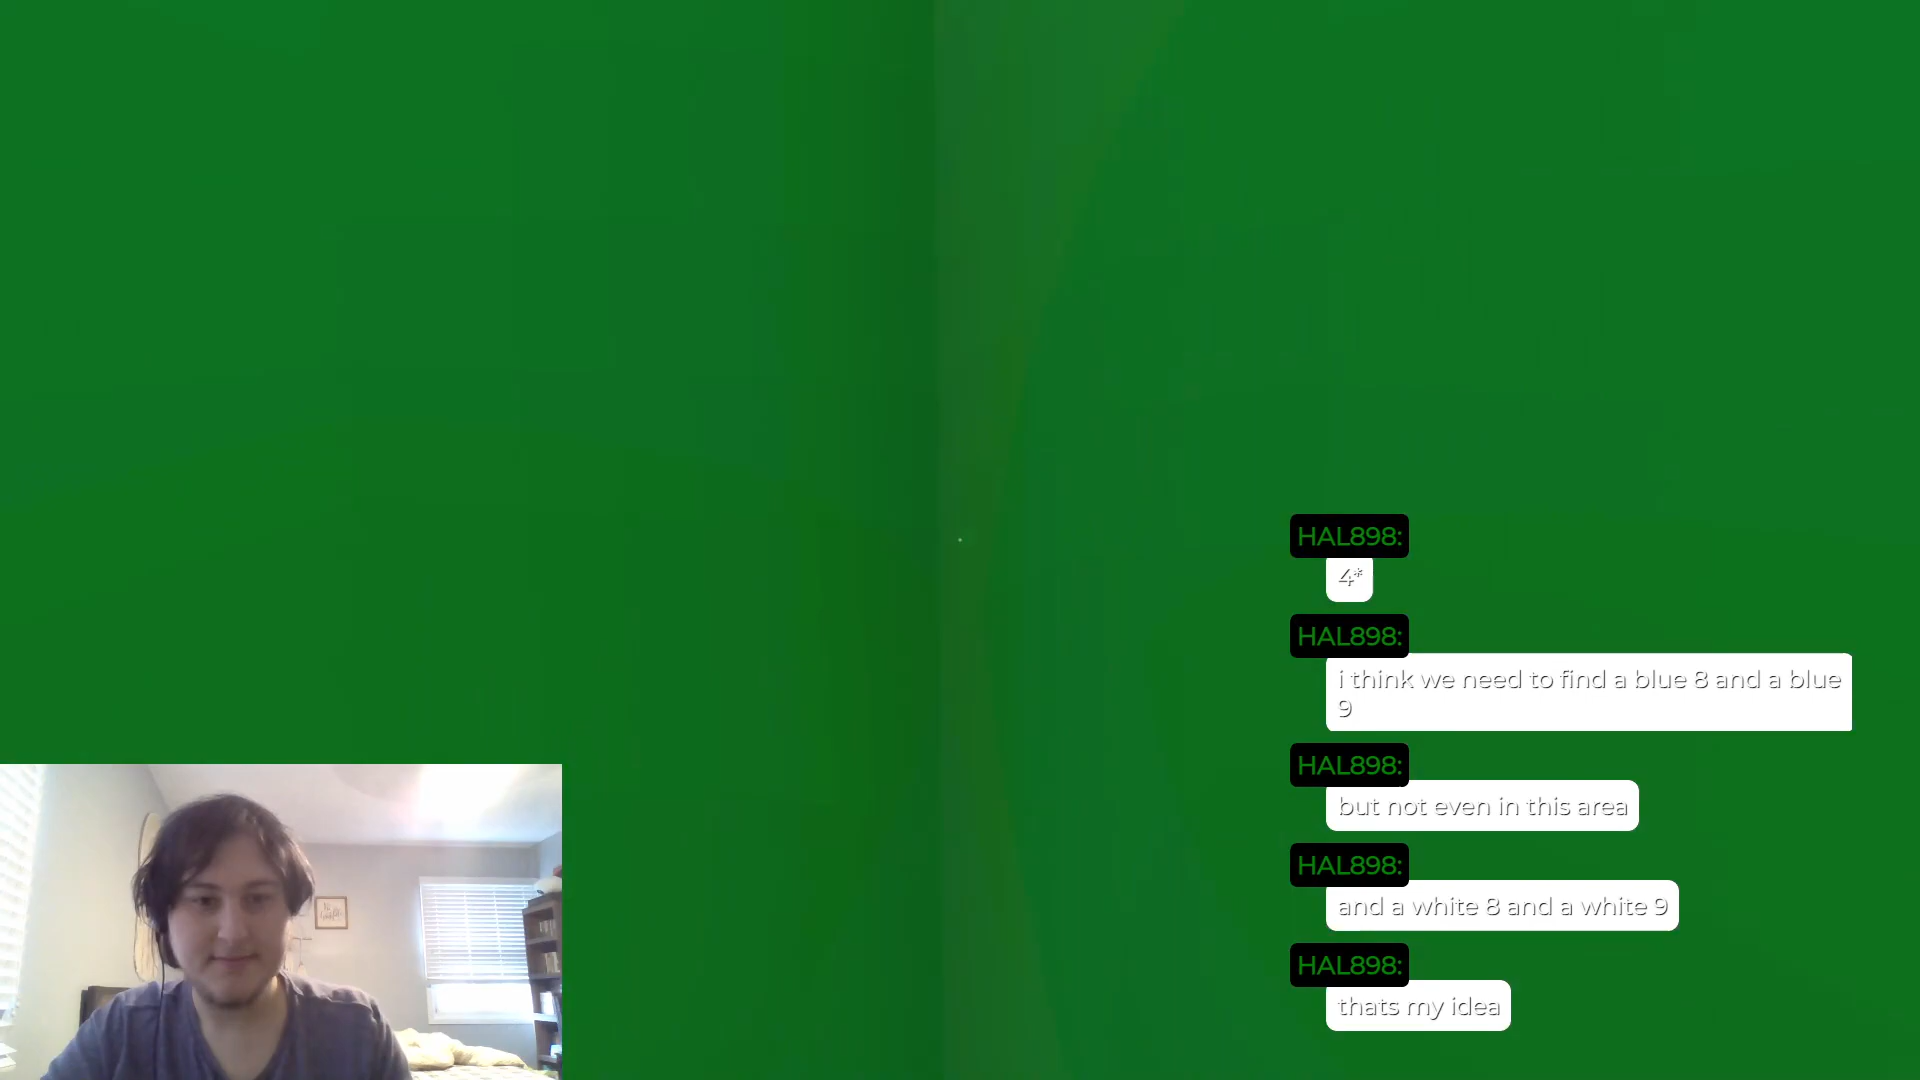 HAL898:
4*
HAL898:
i think we need to find a blue 8 and a blue
9
HAL898:
but not even in this area
HAL898:
and a white 8 and a white 9
HAL898:
thats my idea